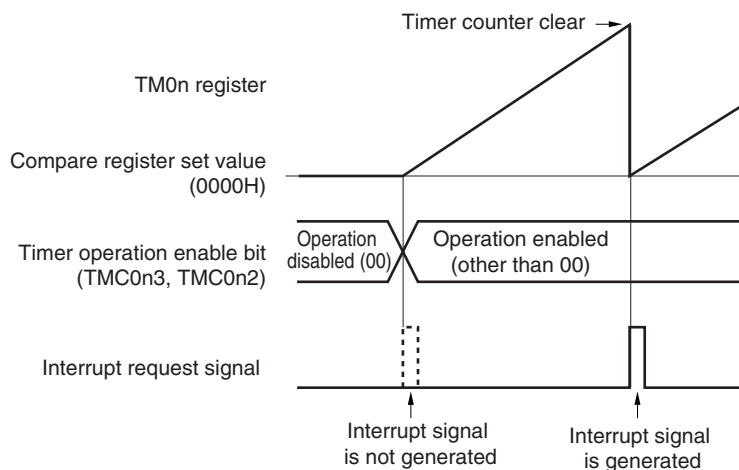 Timer counter clear
TM0n register
Compare register set value
(0000H)
Timer operation enable bit
(TMC0n3, TMC0n2)
Operation
disabled (00)
Operation enabled
(other than 00)
Interrupt request signal
Interrupt signal
is not generated
Interrupt signal
is generated